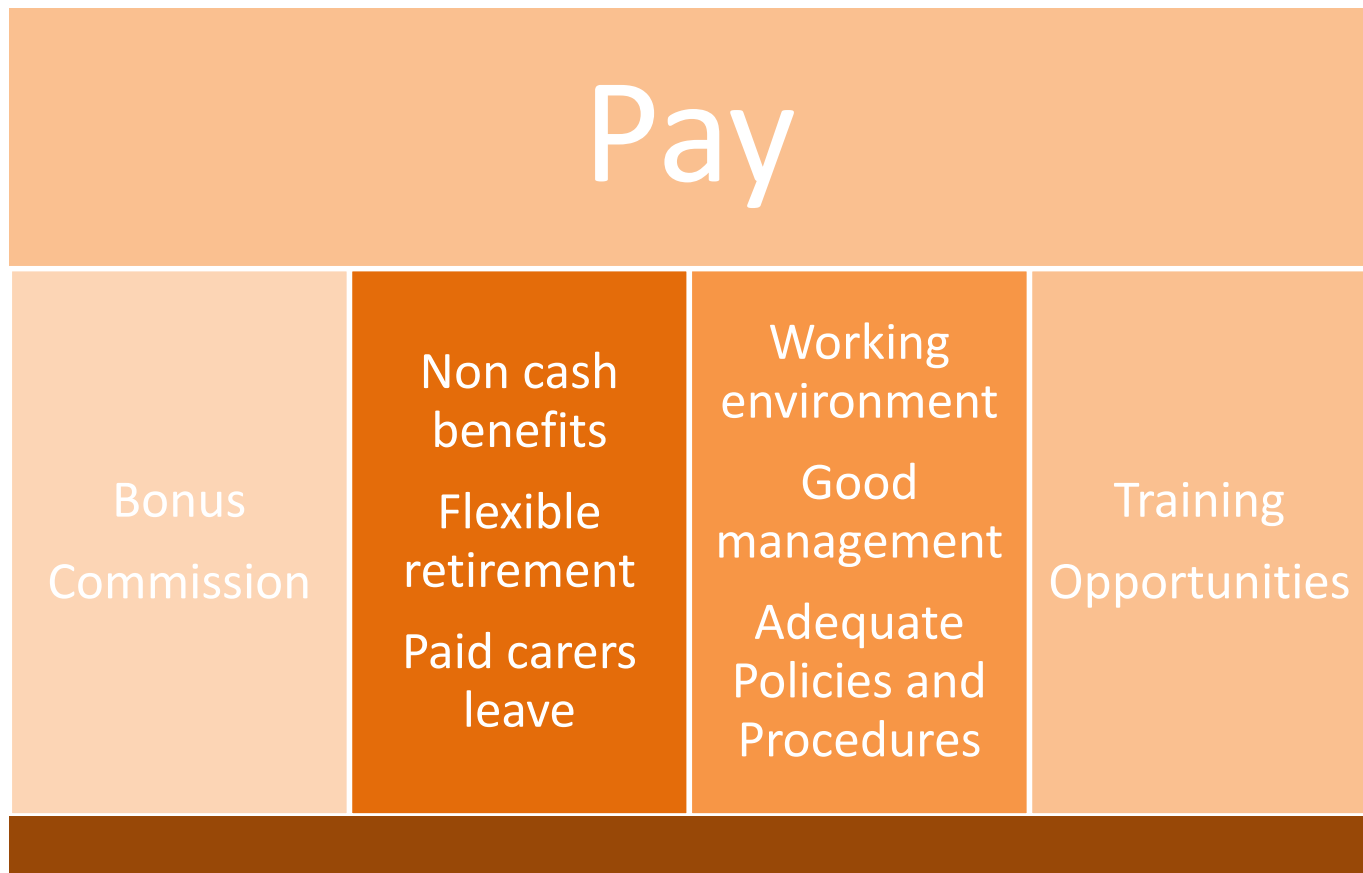 Pay
Bonus
Commission
Non cash
benefits
Flexible
retirement
Paid carers
leave
Working
environment
Good
management
Adequate
Policies and
Procedures
Training
Opportunities